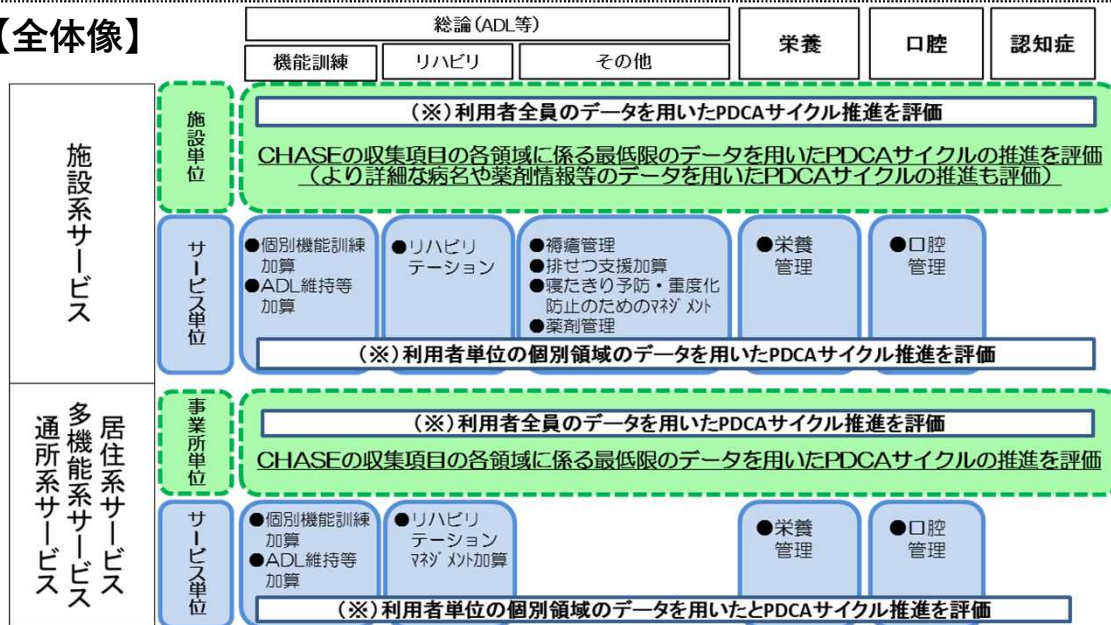 【全体像】
総論(ADL等)
機能訓練
リハビリ
その他
栄養
口腔
認知症
施設系サービス
施設単位
(※)利用者全員のデータを用いたPDCAサイクル推進を評価
CHASEの収集項目の各領域に係る最低限のデータを用いたPDCAサイクルの推進を評価
(より詳細な病名や薬剤情報等のデータを用いたPDCAサイクルの推進も評価)
サービス単位
●個別機能訓練
加算
●ADL維持等
加算
●リハビリ
テーション
●褥瘡管理
●排せつ支援加算
●寝たきり予防・重度化
防止のためのマネジメント
●薬剤管理
●栄養
管理
●口腔
管理
(※)利用者単位の個別領域のデータを用いたPDCAサイクル推進を評価
居住系サービス
多機能系サービス
通所系サービス
事業所単位
(※)利用者全員のデータを用いたPDCAサイクル推進を評価
CHASEの収集項目の各領域に係る最低限のデータを用いたPDCAサイクルの推進を評価
サービス単位
●個別機能訓練
加算
●ADL維持等
加算
●リハビリ
テーション
マネジメント加算
●栄養
管理
●口腔
管理
(※)利用者単位の個別領域のデータを用いたとPDCAサイクル推進を評価